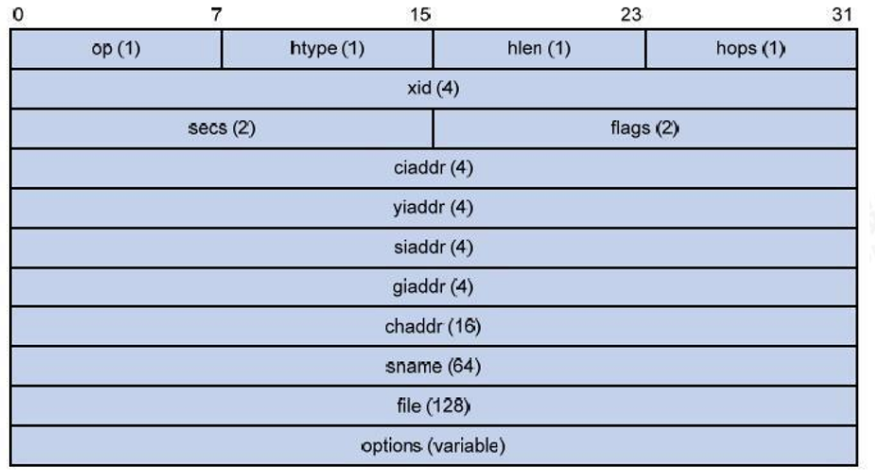 0 7 15 23 31
op (1) htype (1) hlen (1) hops (1)
xid (4)
secs (2) flags (2)
ciaddr (4)
yiaddr (4)
siaddr (4)
giaddr (4)
chaddr (16)
sname (64)
file (128)
options (variable)